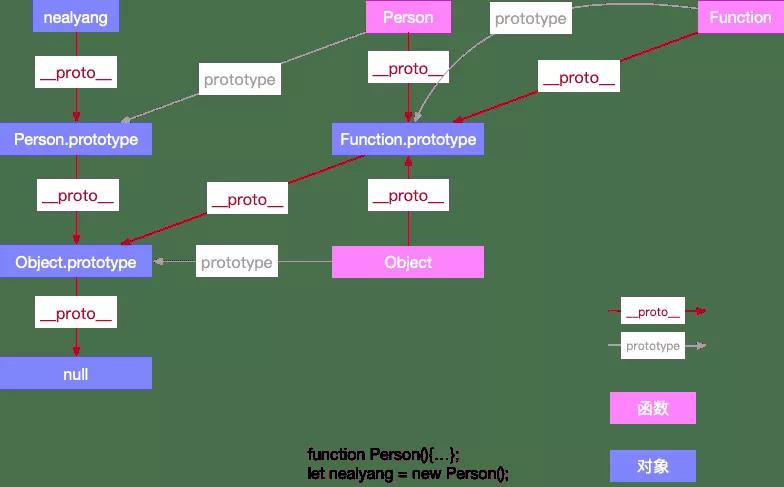 nealyang
Person
prototype
Function
__proto__
__proto__
__proto__
prototype
Person.prototype
Function.prototype
__proto__
__proto__
__proto__
Object.prototype
prototype
Object
__proto__
__proto__
prototype
null
函数
function Person(){...};
let nealyang = new Person();
对象